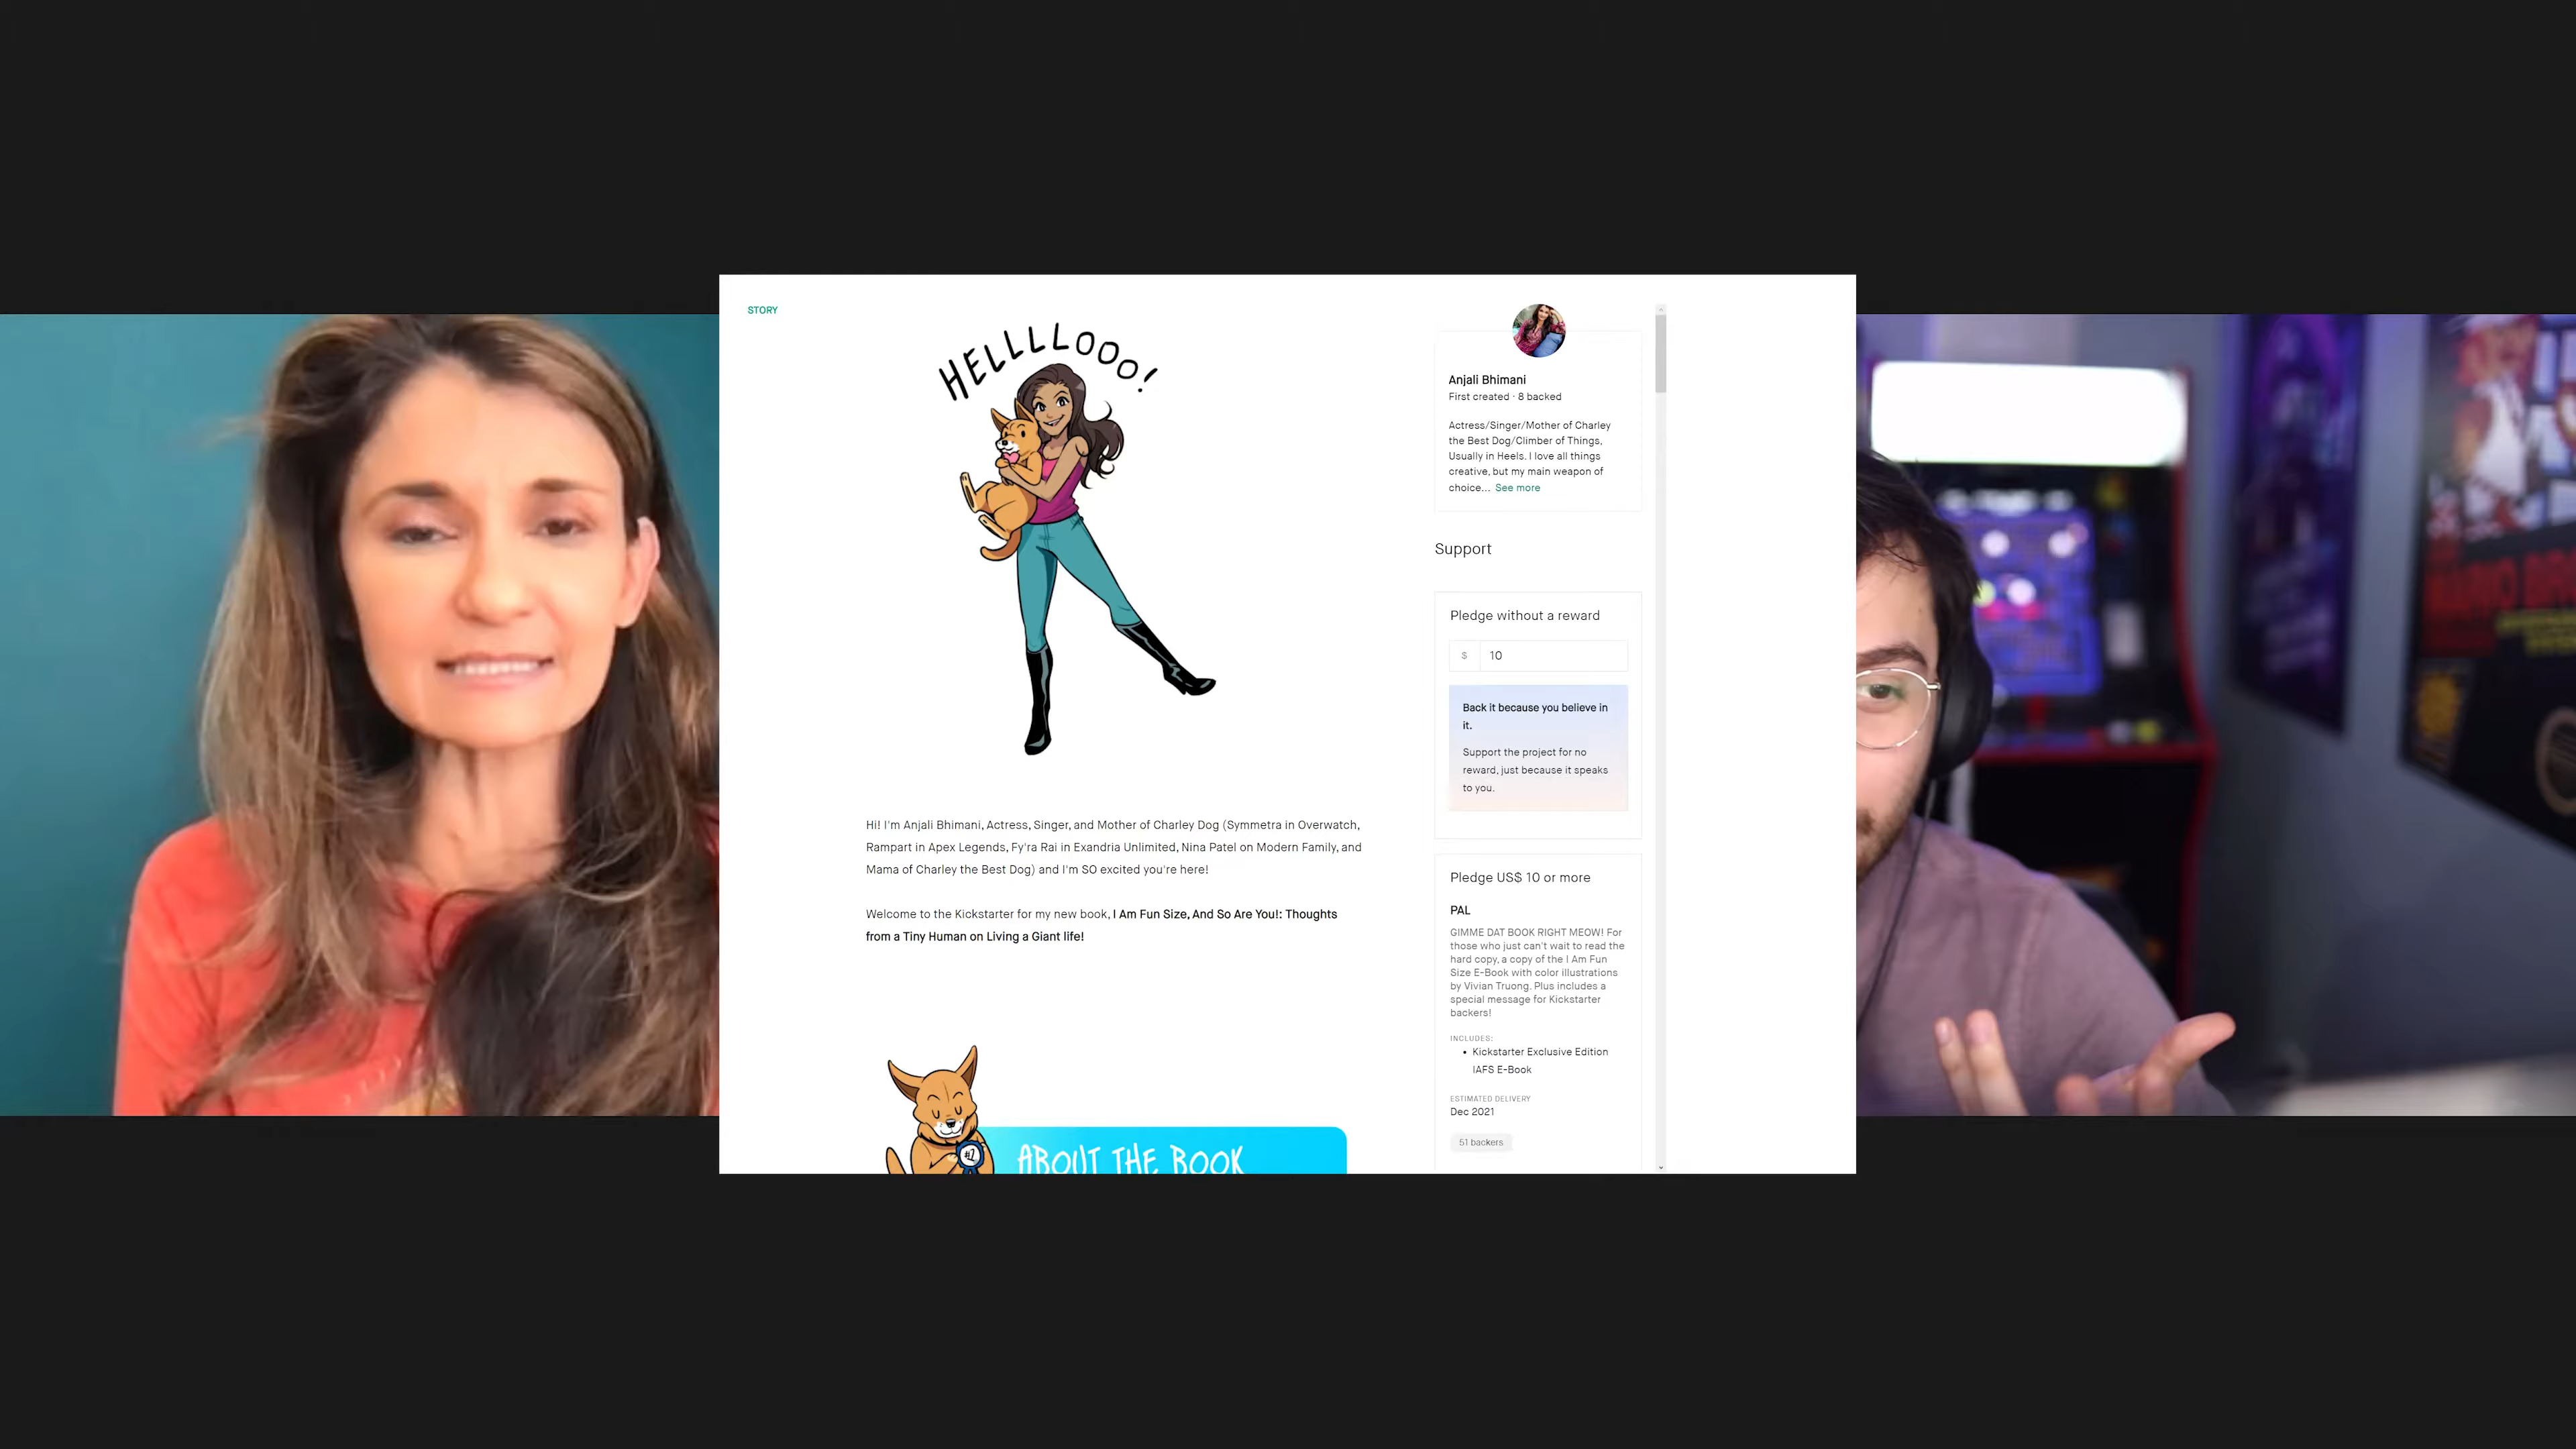 STORY
HELLLLOOO!
Hi! I'm Anjali Bhimani, Actress, Singer, and Mother of Charley Dog (Symmetra in Overwatch,
Rampart in Apex Legends, Fy'ra Rai in Exandria Unlimited, Nina Patel on Modern Family, and
Mama of Charley the Best Dog) and I'm SO excited you're here!
Welcome to the Kickstarter for my new book, I Am Fun Size, And So Are You!: Thoughts
from a Tiny Human on Living a Giant life!
#1
ABOUT THE BOOK
Anjali Bhimani
First created · 8 backed
Actress/Singer/Mother of Charley
the Best Dog/Climber of Things,
Usually in Heels. I love all things
creative, but my main weapon of
choice... See more
Support
Pledge without a reward
$ 10
Back it because you believe in
it.
Support the project for no
reward, just because it speaks
to you.
Pledge US$ 10 or more
PAL
GIMME DAT BOOK RIGHT MEOW! For
those who just can't wait to read the
hard copy, a copy of the I Am Fun
Size E-Book with color illustrations
by Vivian Truong. Plus includes a
special message for Kickstarter
backers!
INCLUDES:
• Kickstarter Exclusive Edition
IAFS E-Book
ESTIMATED DELIVERY
Dec 2021
51 backers
MARIO BROS